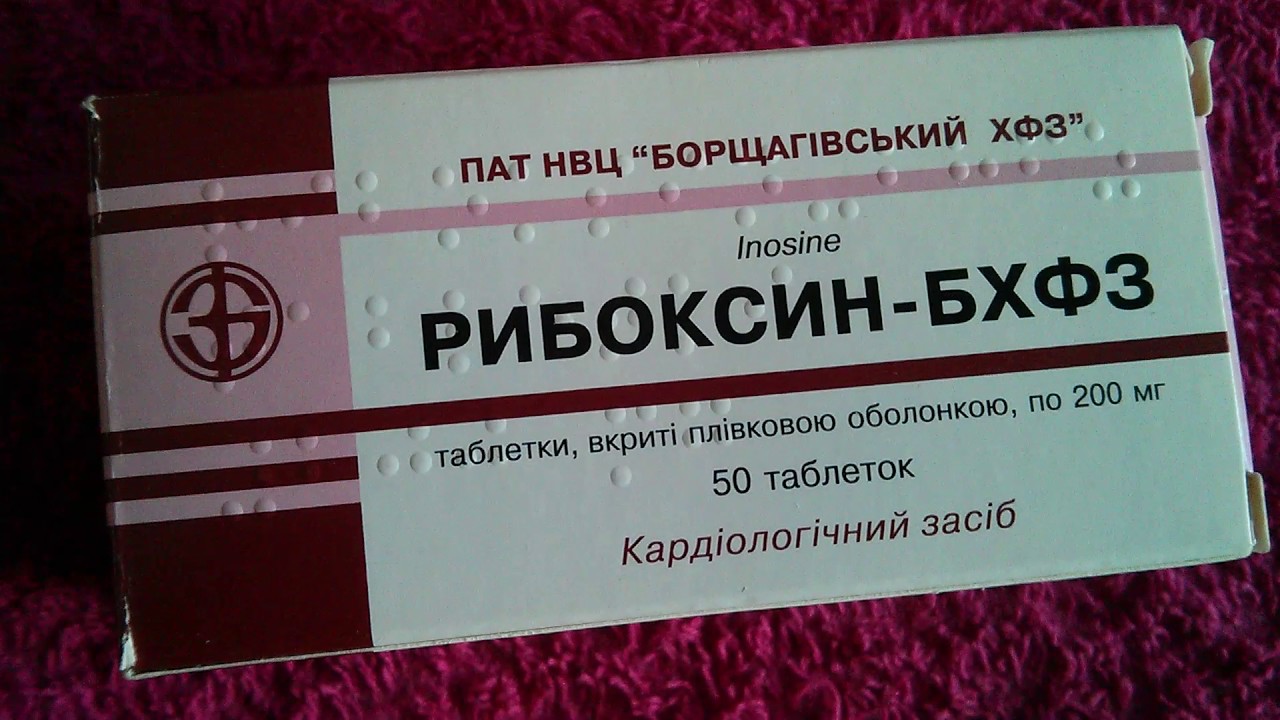 ПАТ НВЦ “БОРЩАГІВСЬКИЙ ХФЗ”
Inosine
РИБОКСИН-БХФЗ
таблетки, вкриті плівковою оболонкою, по 200 мг
50 таблеток
Кардіологічний засіб